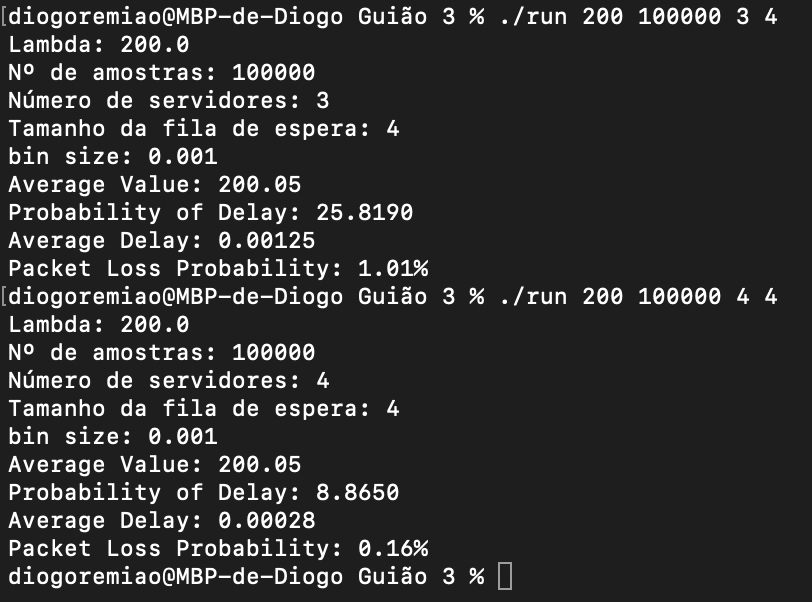 [diogoremiao@MBP-de-Diogo Guião 3 % ./run 200 100000 3 4
Lambda: 200.0
Nº de amostras: 100000
Número de servidores: 3
Tamanho da fila de espera: 4
bin size: 0.001
Average Value: 200.05
Probability of Delay: 25.8190
Average Delay: 0.00125
Packet Loss Probability: 1.01%
[diogoremiao@MBP-de-Diogo Guião 3 % ./run 200 100000 4 4
Lambda: 200.0
Nº de amostras: 100000
Número de servidores: 4
Tamanho da fila de espera: 4
bin size: 0.001
Average Value: 200.05
Probability of Delay: 8.8650
Average Delay: 0.00028
Packet Loss Probability: 0.16%
diogoremiao@MBP-de-Diogo Guião 3 %